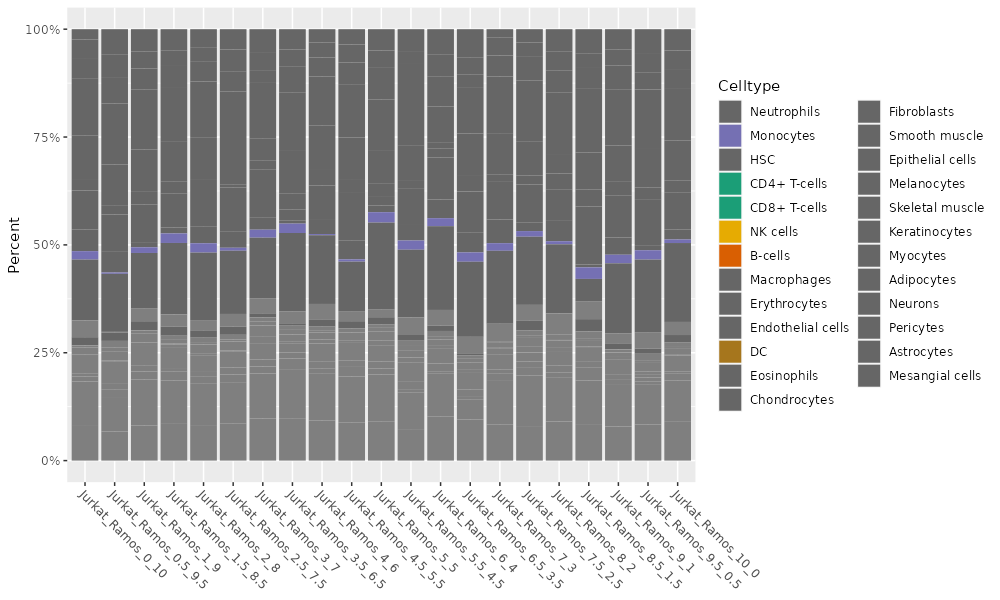 Percent
100%
75%
50%
25%
0%
Jurkat_Ramos_0_10
Jurkat_Ramos_0.5_9.5
Jurkat_Ramos_1_9
Jurkat_Ramos_1.5_8.5
Jurkat_Ramos_2_8
Jurkat_Ramos_2.5_7.5
Jurkat_Ramos_3_7
Jurkat_Ramos_3.5_6.5
Jurkat_Ramos_4_6
Jurkat_Ramos_4.5_5.5
Jurkat_Ramos_5_5
Jurkat_Ramos_5.5_4.5
Jurkat_Ramos_6_4
Jurkat_Ramos_6.5_3.5
Jurkat_Ramos_7_3
Jurkat_Ramos_7.5_2.5
Jurkat_Ramos_8_2
Jurkat_Ramos_8.5_1.5
Jurkat_Ramos_9_1
Jurkat_Ramos_9.5_0.5
Jurkat_Ramos_10_0
Celltype
Neutrophils
Monocytes
HSC
CD4+ T-cells
CD8+ T-cells
NK cells
B-cells
Macrophages
Erythrocytes
Endothelial cells
DC
Eosinophils
Chondrocytes
Fibroblasts
Smooth muscle
Epithelial cells
Melanocytes
Skeletal muscle
Keratinocytes
Myocytes
Adipocytes
Neurons
Pericytes
Astrocytes
Mesangial cells